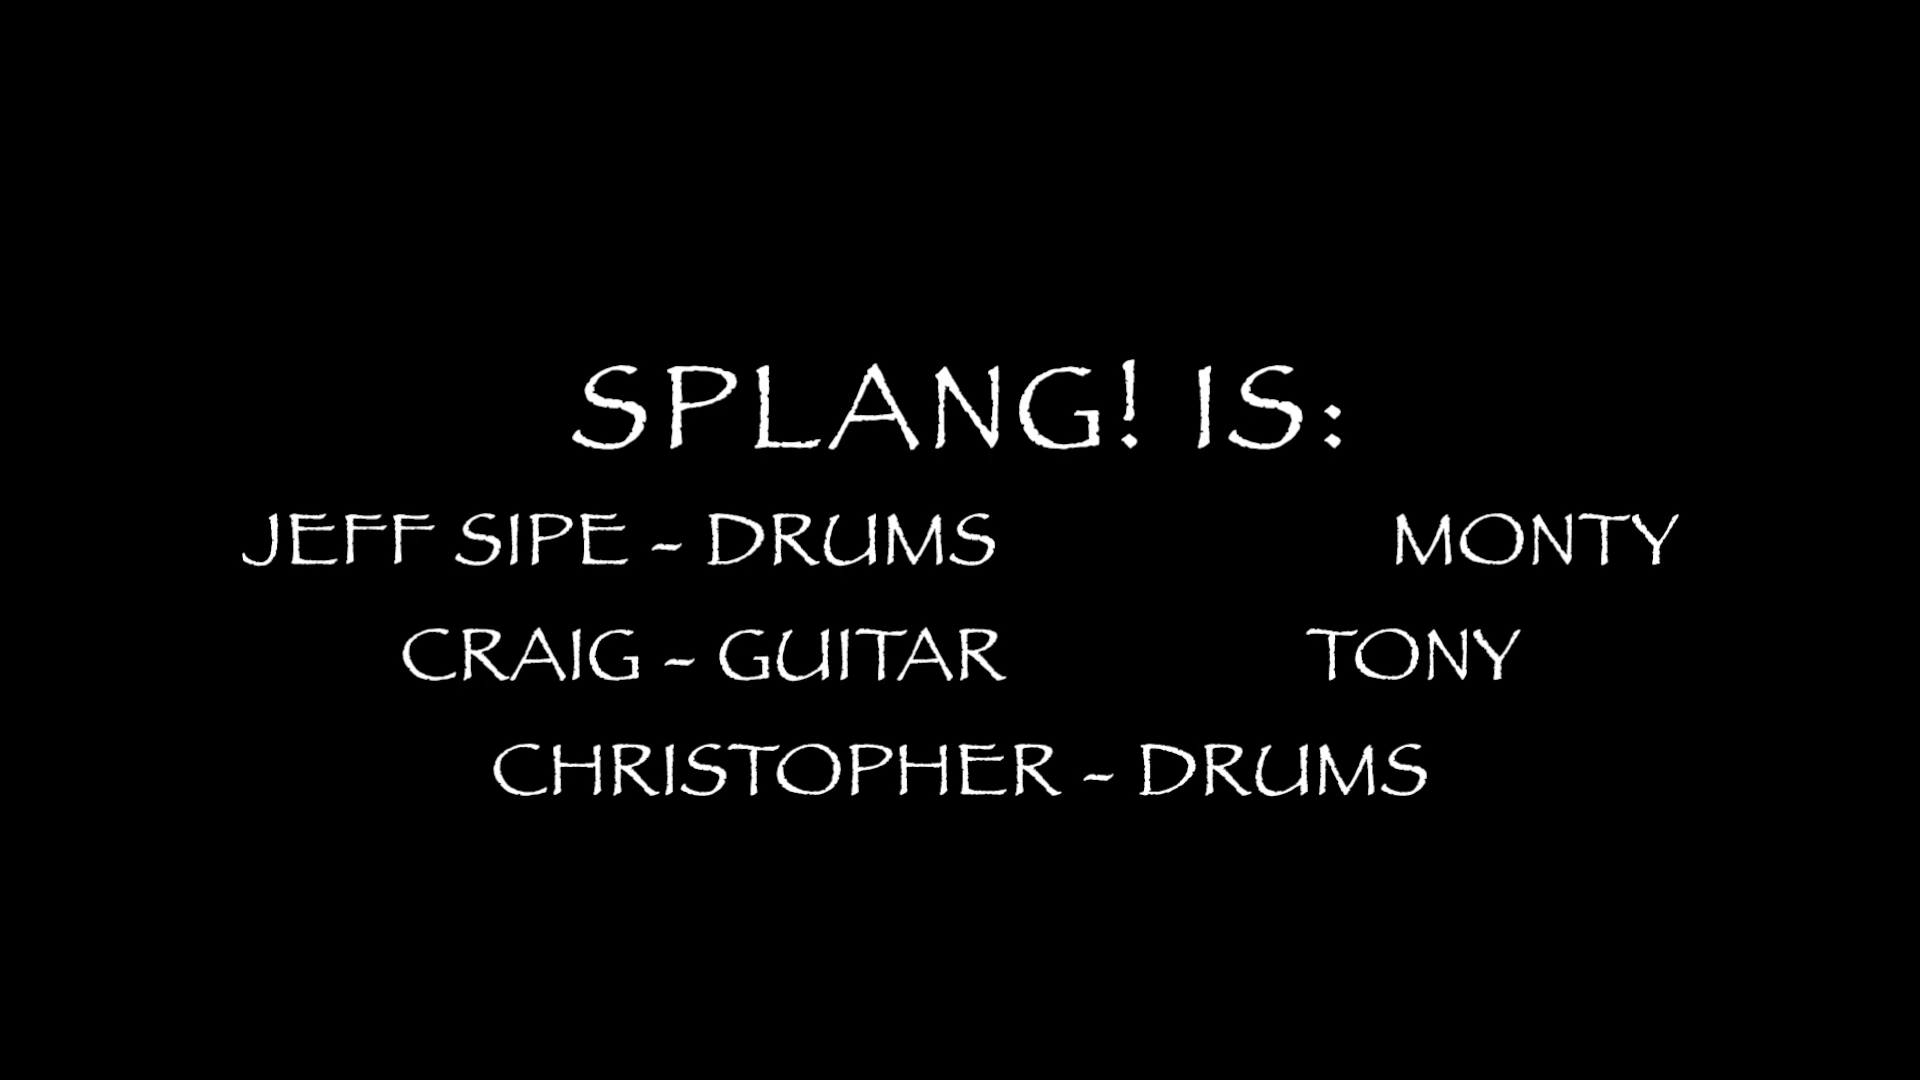 SPLANG! IS:
JEFF SIPE - DRUMS MONTY
CRAIG - GUITAR TONY
CHRISTOPHER - DRUMS